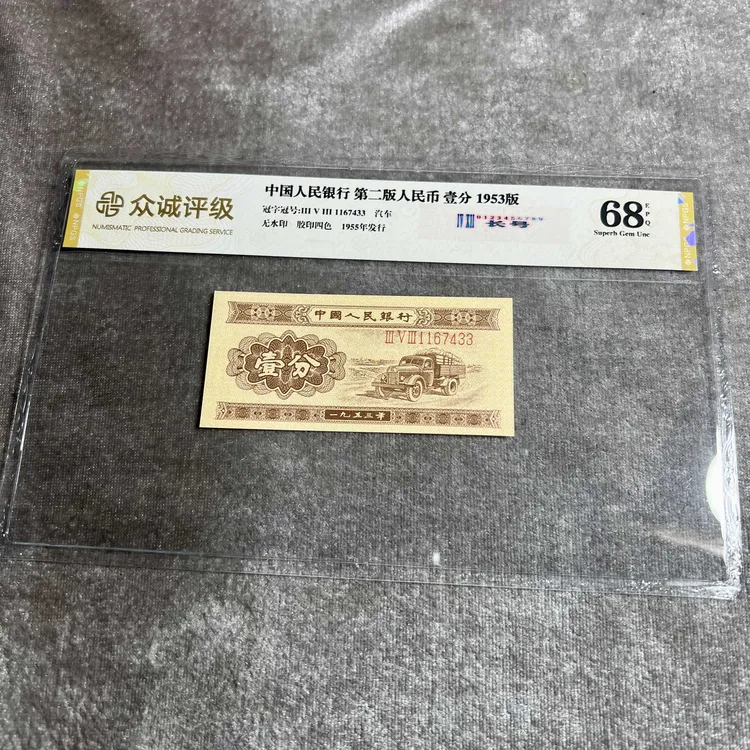 众诚评级
NUMISMATIC PROFESSIONAL GRADING SERVICE
中国人民银行 第二版人民币 壹分 1953版
冠字冠号:III V III 1167433 汽车
无水印 胶印四色 1955年发行
0123456789
长号
68 EPQ
Superb Gem Unc
中國人民銀行
III V III 1167433
壹分
一九五三年